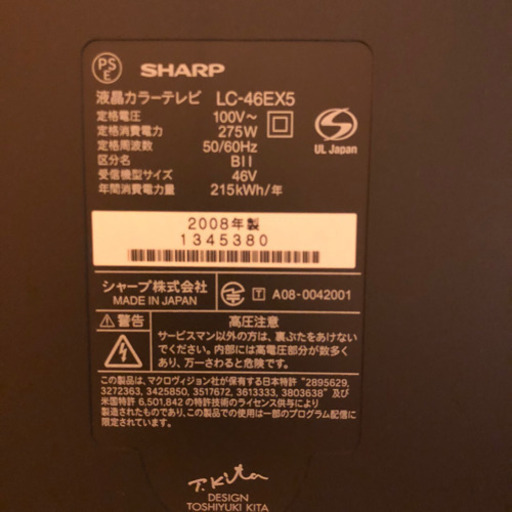 PS
E
SHARP
液晶カラーテレビ LC-46EX5
定格電圧 100V~
定格消費電力 275W
定格周波数 50/60Hz
区分名 BII
受信機型サイズ 46V
年間消費電力量 215kWh/年
UL Japan
2008年製
1345380
シャープ株式会社
MADE IN JAPAN
T A08-0042001
警告 高圧注意
サービスマン以外の方は、裏ぶたをあけない
でください。内部には高電圧部分が数多く
あり、万一さわると危険です。
この製品は、マクロヴィジョン社が保有する日本特許 "2895629,
3272363, 3425850, 3517672, 3613333, 3803638" 及び
米国特許 6,501,842 の特許技術のライセンス供与により
製造されたものであり、この製品での使用は一部のプログラム配信に
限定されます。
T.Kita
DESIGN
TOSHIYUKI KITA